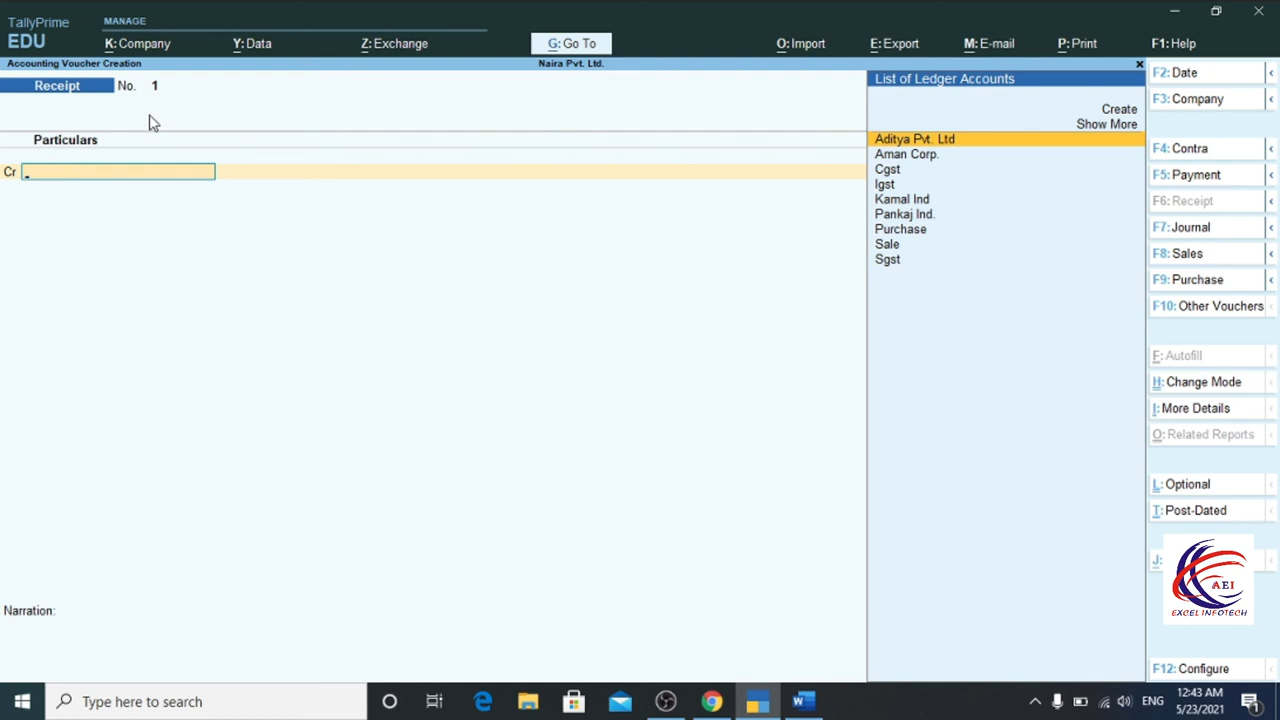 TallyPrime
EDU
MANAGE
K: Company
Y: Data
Z: Exchange
G: Go To
O: Import
E: Export
M: E-mail
P: Print
F1: Help
Accounting Voucher Creation
Naira Pvt. Ltd.
Receipt No. 1
Particulars
Cr
Narration:
List of Ledger Accounts
Create
Show More
Aditya Pvt. Ltd
Aman Corp.
Cgst
Igst
Kamal Ind
Pankaj Ind.
Purchase
Sale
Sgst
F2: Date
F3: Company
F4: Contra
F5: Payment
F6: Receipt
F7: Journal
F8: Sales
F9: Purchase
F10: Other Vouchers
F: Autofill
H: Change Mode
I: More Details
O: Related Reports
L: Optional
T: Post-Dated
J:
AEI
EXCEL INFOTECH
F12: Configure
Type here to search
ENG
12:43 AM
5/23/2021
1